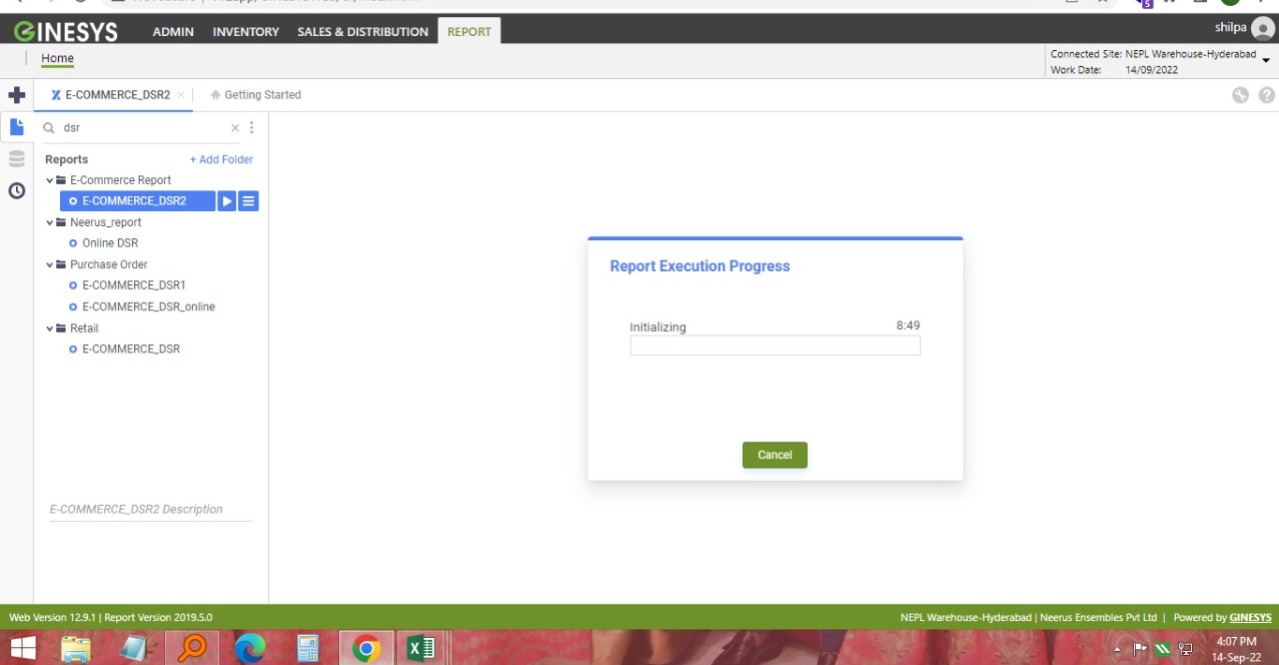 GINESYS ADMIN INVENTORY SALES & DISTRIBUTION REPORT shilpa
Home
Connected Site: NEPL Warehouse-Hyderabad
Work Date: 14/09/2022
E-COMMERCE_DSR2 Getting Started
dsr
Reports + Add Folder
E-Commerce Report
E-COMMERCE_DSR2
Neerus_report
Online DSR
Purchase Order
E-COMMERCE_DSR1
E-COMMERCE_DSR_online
Retail
E-COMMERCE_DSR
Report Execution Progress
Initializing 8:49
Cancel
E-COMMERCE_DSR2 Description
Web Version 12.9.1 | Report Version 2019.5.0
NEPL Warehouse-Hyderabad | Neerus Ensembles Pvt Ltd | Powered by GINESYS
4:07 PM
14-Sep-22